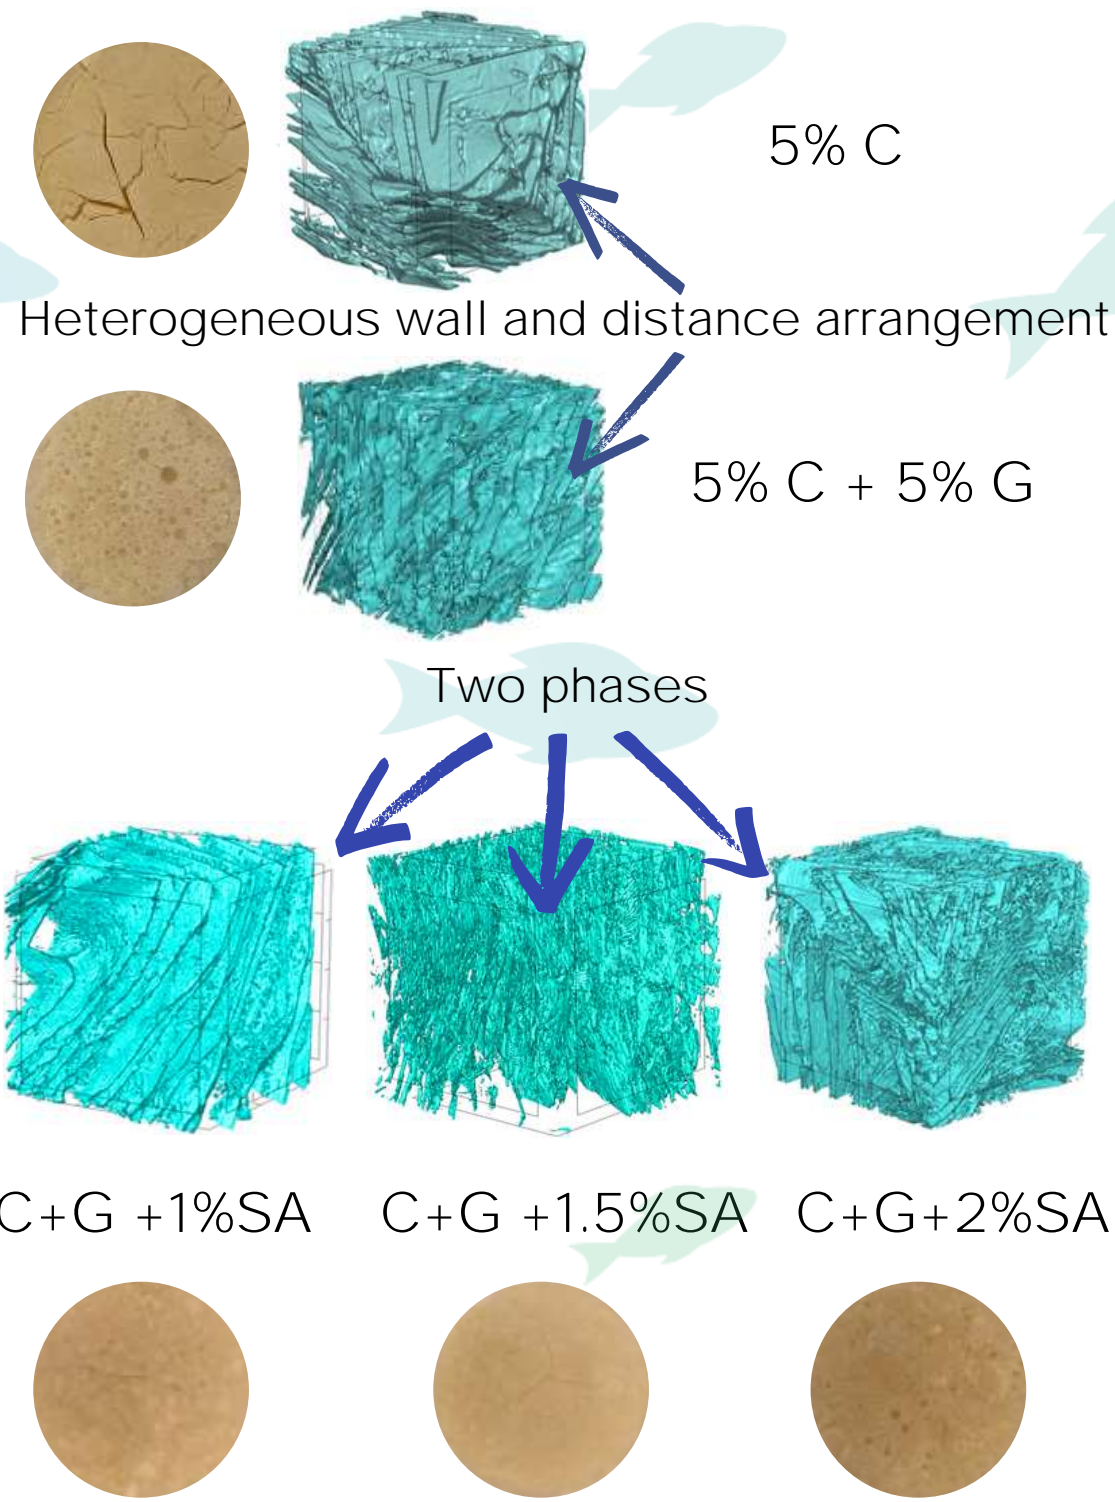 5% C
Heterogeneous wall and distance arrangement
5% C + 5% G
Two phases
C+G +1%SA
C+G +1.5%SA
C+G+2%SA